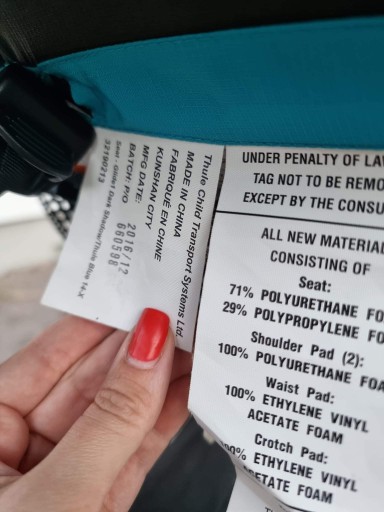 Thule Child Transport Systems Ltd.
MADE IN CHINA
FABRIQUÉ EN CHINE
KUNSHAN CITY
MFG DATE: 2016/12
BATCH: P/O 660598
32190213
UNDER PENALTY OF LA
TAG NOT TO BE REMO
EXCEPT BY THE CONSU
ALL NEW MATERIAL
CONSISTING OF
Seat:
71% POLYURETHANE FO
29% POLYPROPYLENE FO
Shoulder Pad (2):
100% POLYURETHANE FOA
Waist Pad:
100% ETHYLENE VINYL
ACETATE FOAM
Crotch Pad:
ETHYLENE VINYL
ACETATE FOAM